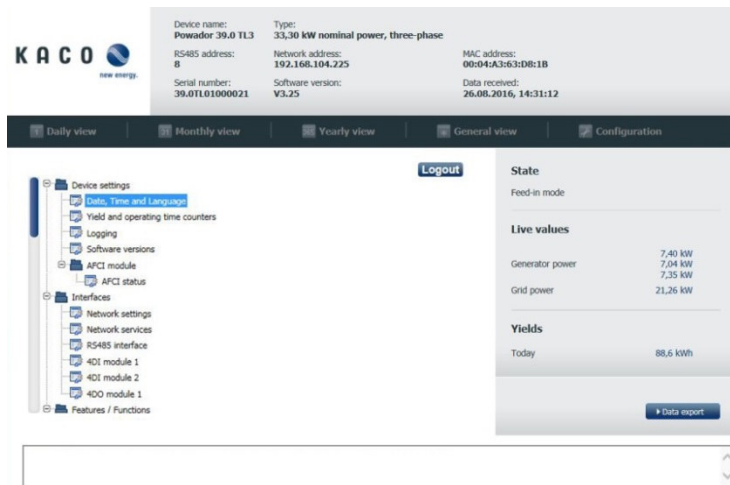 KACO
new energy.
Device name:
Powador 39.0 TL3
Type:
33,30 kW nominal power, three-phase
RS485 address:
8
Network address:
192.168.104.225
MAC address:
00:04:A3:63:D8:1B
Serial number:
39.0TL01000021
Software version:
V3.25
Data received:
26.08.2016, 14:31:12
Daily view
31 Monthly view
365 Yearly view
General view
Configuration
Logout
Device settings
Date, Time and Language
Yield and operating time counters
Logging
Software versions
AFCI module
AFCI status
Interfaces
Network settings
Network services
RS485 interface
4DI module 1
4DI module 2
4DO module 1
Features / Functions
State
Feed-in mode
Live values
Generator power
7,40 kW
7,04 kW
7,35 kW
Grid power 21,26 kW
Yields
Today 88,6 kWh
Data export